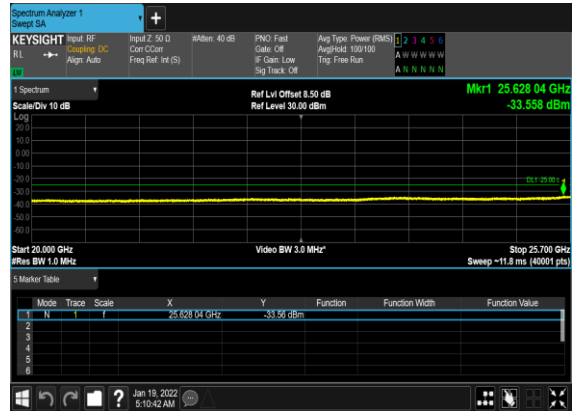 Spectrum Analyzer 1
Swept SA
KEYSIGHT
RL
Input: RF
Coupling: DC
Align: Auto
Input Z: 50 Ω
Corr CCorr
Freq Ref: Int (S)
#Atten: 40 dB
PNO: Fast
Gate: Off
IF Gain: Low
Sig Track: Off
Avg Type: Power (RMS)
Avg|Hold: 100/100
Trig: Free Run
1 2 3 4 5 6
A W W W W W
A N N N N N
1 Spectrum
Scale/Div 10 dB
Ref Lvl Offset 8.50 dB
Ref Level 30.00 dBm
Mkr1 25.628 04 GHz
-33.558 dBm
Log
20.0
10.0
0.00
-10.0
-20.0
-30.0
-40.0
-50.0
-60.0
1
Start 20.000 GHz
#Res BW 1.0 MHz
Video BW 3.0 MHz*
Stop 25.700 GHz
Sweep ~11.8 ms (40001 pts)
5 Marker Table
Mode Trace Scale X Y Function Function Width Function Value
1 N 1 f 25.628 04 GHz -33.56 dBm
2
3
4
5
6
Jan 19, 2022
5:10:42 AM